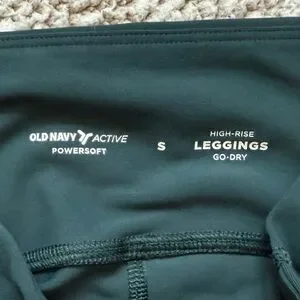 OLD NAVY ACTIVE
POWERSOFT
S
HIGH-RISE
LEGGINGS
GO-DRY